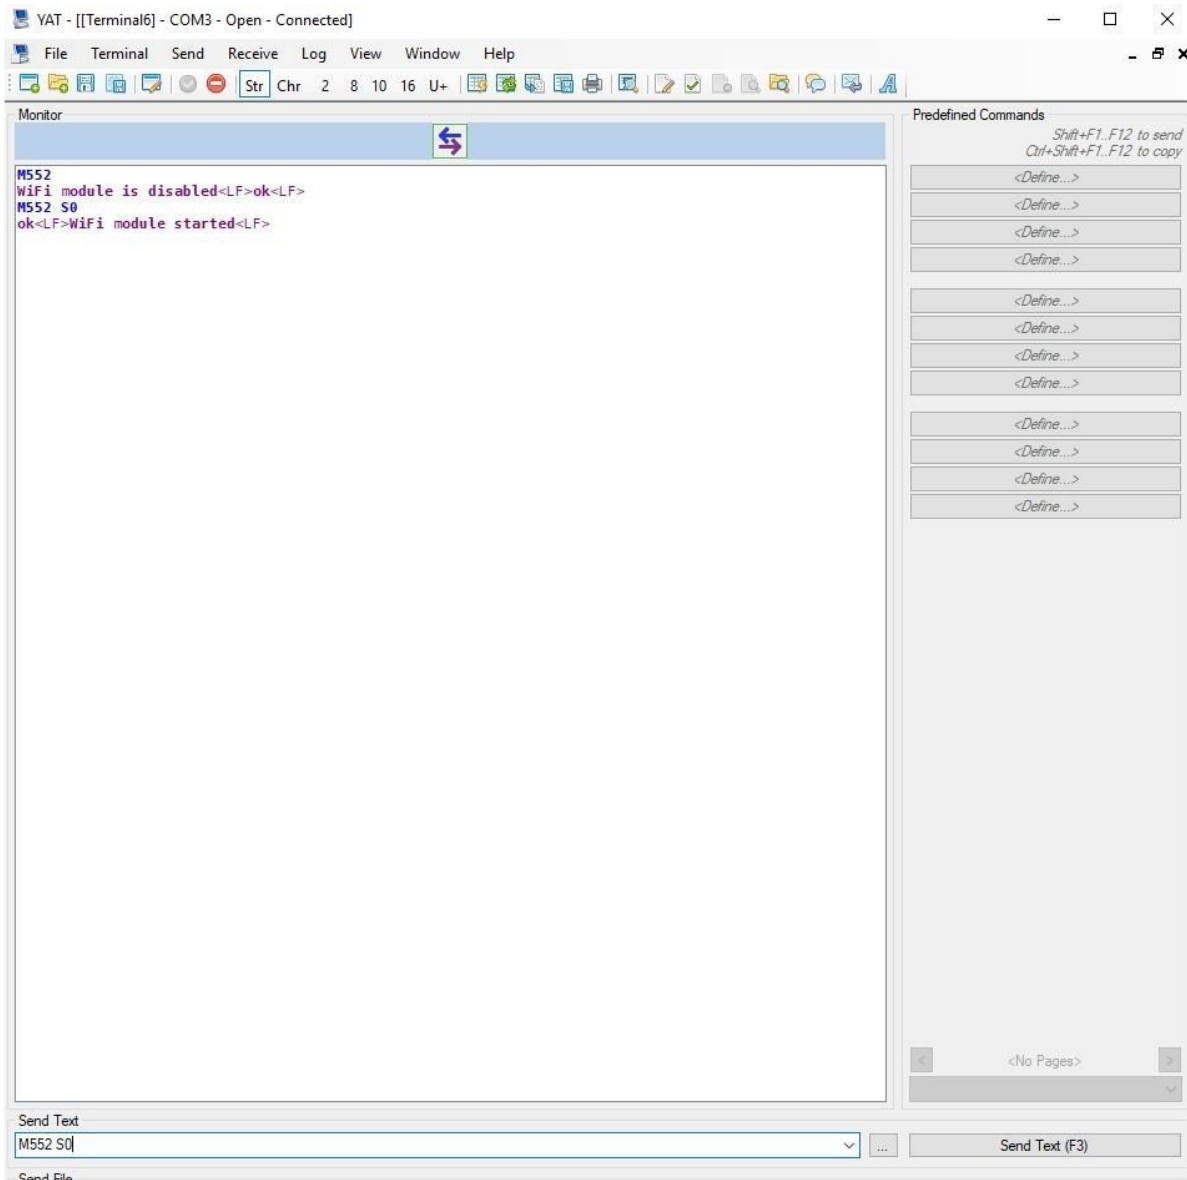 YAT - [[Terminal6] - COM3 - Open - Connected]
File Terminal Send Receive Log View Window Help
Str Chr 2 8 10 16 U+
Monitor
M552
WiFi module is disabled<LF>ok<LF>
M552 S0
ok<LF>WiFi module started<LF>
Predefined Commands
Shift+F1..F12 to send
Ctrl+Shift+F1..F12 to copy
<Define...>
<Define...>
<Define...>
<Define...>
<Define...>
<Define...>
<Define...>
<Define...>
<Define...>
<Define...>
<Define...>
<Define...>
<No Pages>
Send Text
M552 S0
...
Send Text (F3)
Send File